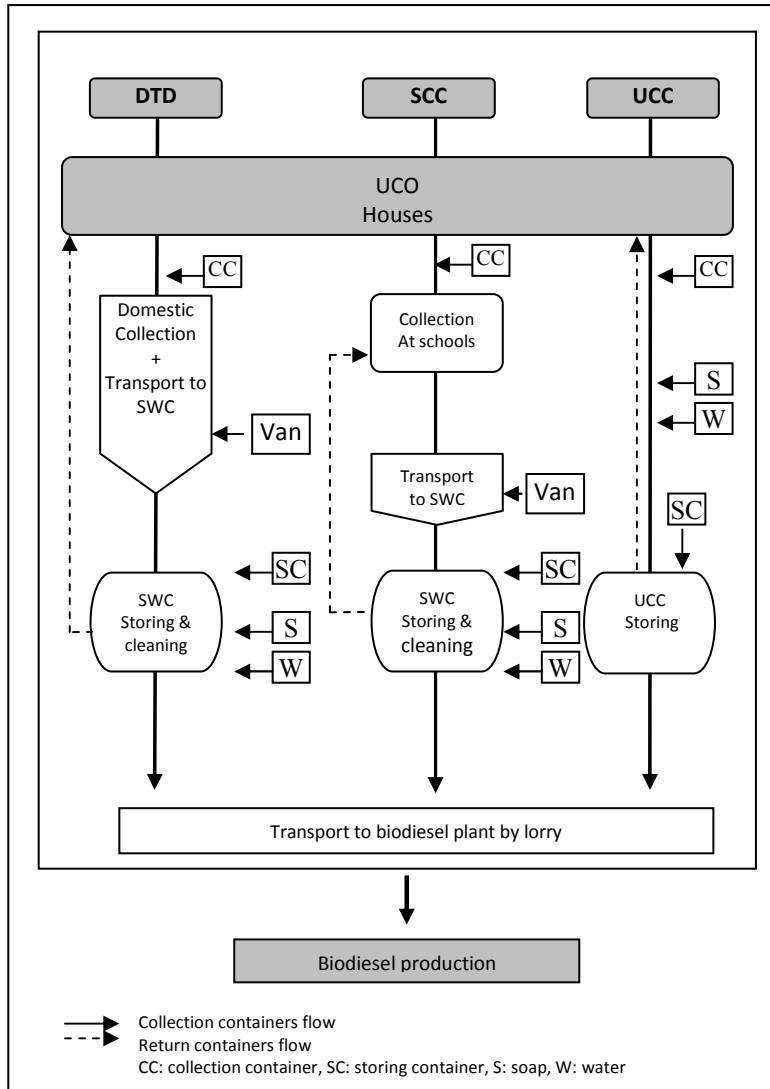 DTD
SCC
UCC
UCO
Houses
CC
CC
CC
Domestic
Collection
+
Transport to
SWC
Van
Collection
At schools
S
W
Transport
to SWC
Van
SC
SWC
Storing &
cleaning
SC
S
W
SWC
Storing &
cleaning
SC
S
W
UCC
Storing
Transport to biodiesel plant by lorry
Biodiesel production
Collection containers flow
Return containers flow
CC: collection container, SC: storing container, S: soap, W: water